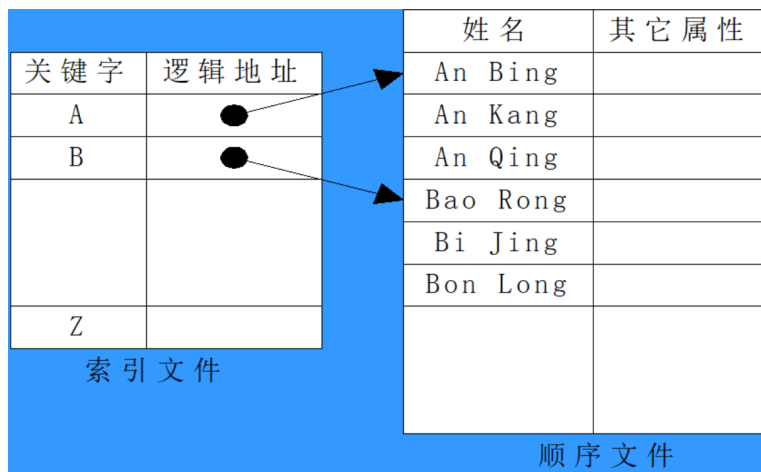 关键字 逻辑地址
A
B
Z
索引文件
姓名 其它属性
An Bing
An Kang
An Qing
Bao Rong
Bi Jing
Bon Long
顺序文件